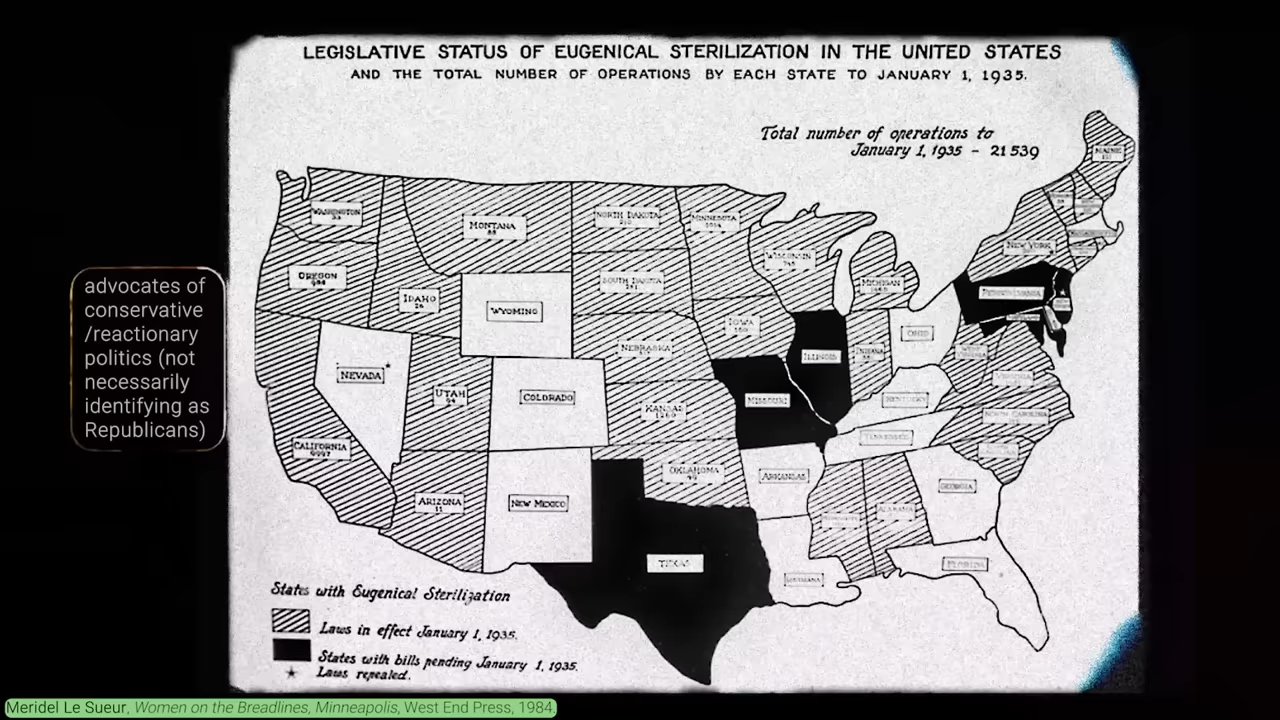 LEGISLATIVE STATUS OF EUGENICAL STERILIZATION IN THE UNITED STATES
AND THE TOTAL NUMBER OF OPERATIONS BY EACH STATE TO JANUARY 1, 1935.
Total number of operations to
January 1, 1935 - 21539
MAINE
WASHINGTON
MONTANA
88
NORTH DAKOTA
MINNESOTA
NEW YORK
WISCONSIN
OREGON
IDAHO
SOUTH DAKOTA
MICHIGAN
PENNSYLVANIA
WYOMING
IOWA
OHIO
NEBRASKA
ILLINOIS
INDIANA
NEVADA *
UTAH
COLORADO
KANSAS
MISSOURI
KENTUCKY
NORTH CAROLINA
TENNESSEE
CALIFORNIA
OKLAHOMA
ARKANSAS
GEORGIA
ARIZONA
11
NEW MEXICO
ALABAMA
TEXAS
LOUISIANA
FLORIDA
States with Eugenical Sterilization
Laws in effect January 1, 1935.
States with bills pending January 1, 1935.
* Laws repealed.
advocates of
conservative
/reactionary
politics (not
necessarily
identifying as
Republicans)
Meridel Le Sueur, Women on the Breadlines, Minneapolis, West End Press, 1984.